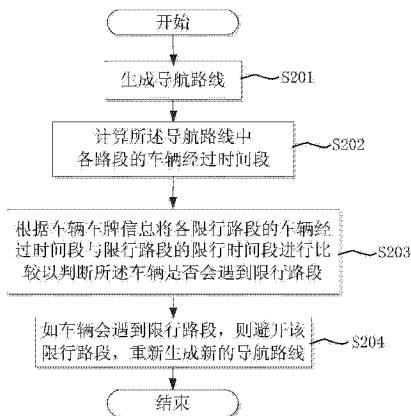 开始
生成导航路线
S201
计算所述导航路线中
各路段的车辆经过时间段
S202
根据车辆车牌信息将各限行路段的车辆经
过时间段与限行路段的限行时间段进行比
较以判断所述车辆是否会遇到限行路段
S203
如车辆会遇到限行路段，则避开该
限行路段，重新生成新的导航路线
S204
结束